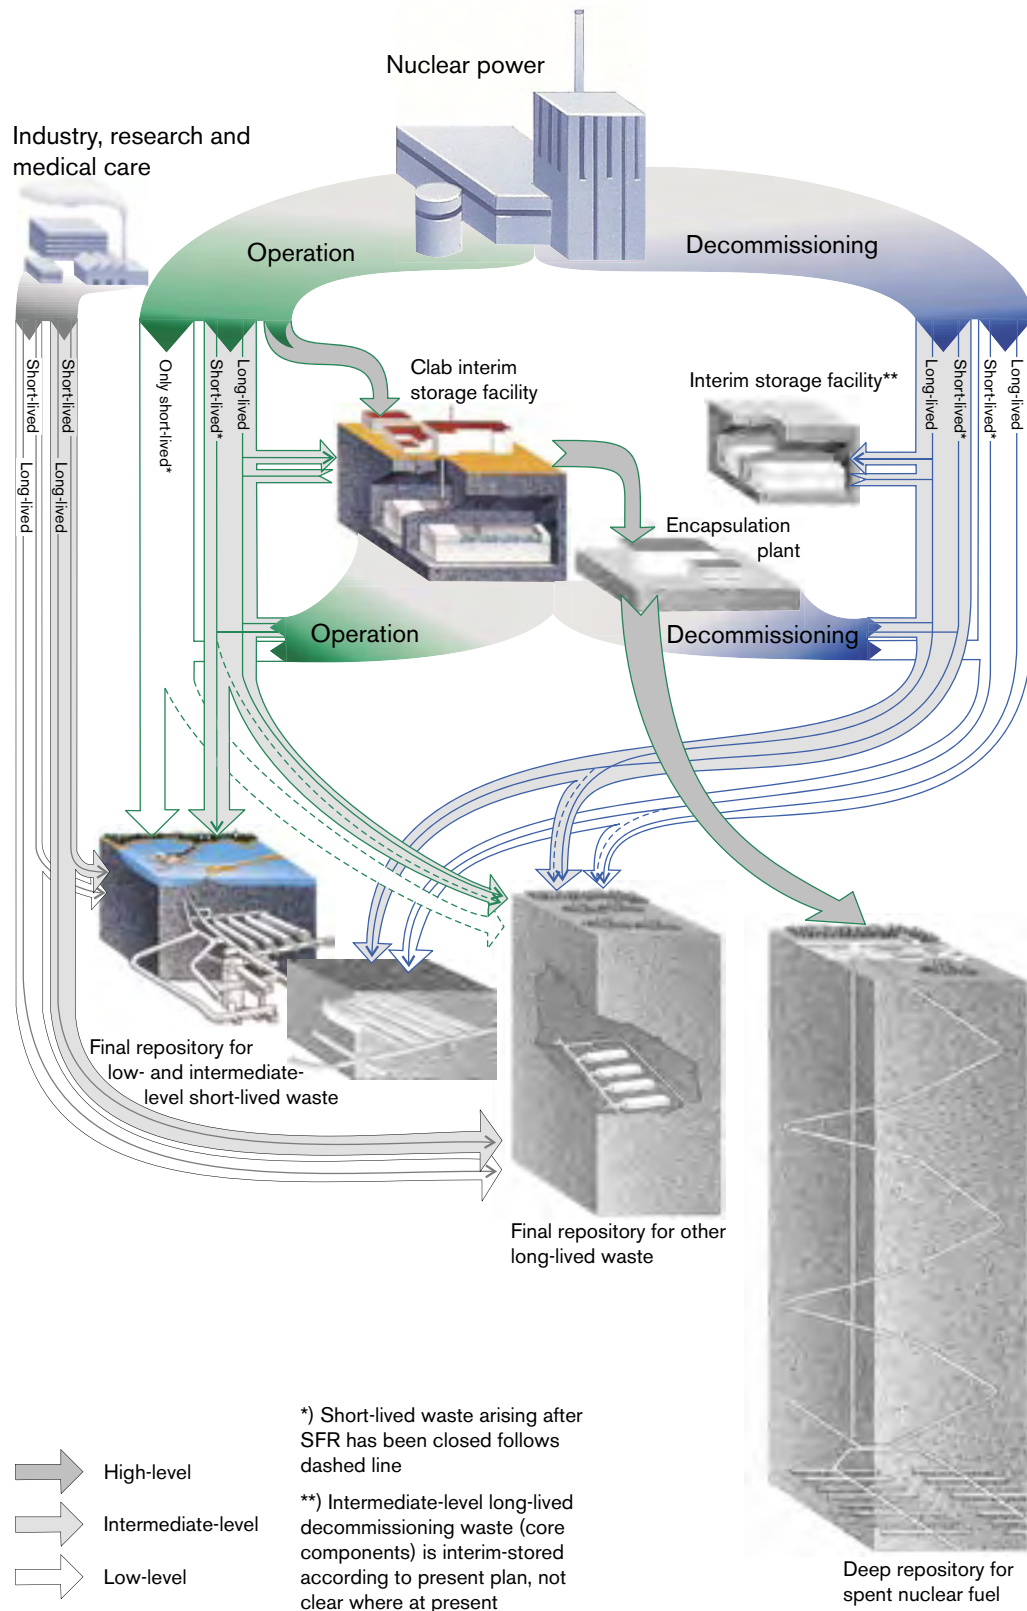 Nuclear power
Industry, research and
medical care
Operation
Decommissioning
Short-lived
Long-lived
Short-lived
Long-lived
Only short-lived*
Short-lived*
Long-lived
Clab interim
storage facility
Interim storage facility**
Long-lived
Short-lived*
Short-lived*
Long-lived
Encapsulation
plant
Operation
Decommissioning
Final repository for
low- and intermediate-
level short-lived waste
Final repository for other
long-lived waste
*) Short-lived waste arising after
SFR has been closed follows
dashed line
High-level
Intermediate-level
Low-level
**) Intermediate-level long-lived
decommissioning waste (core
components) is interim-stored
according to present plan, not
clear where at present
Deep repository for
spent nuclear fuel